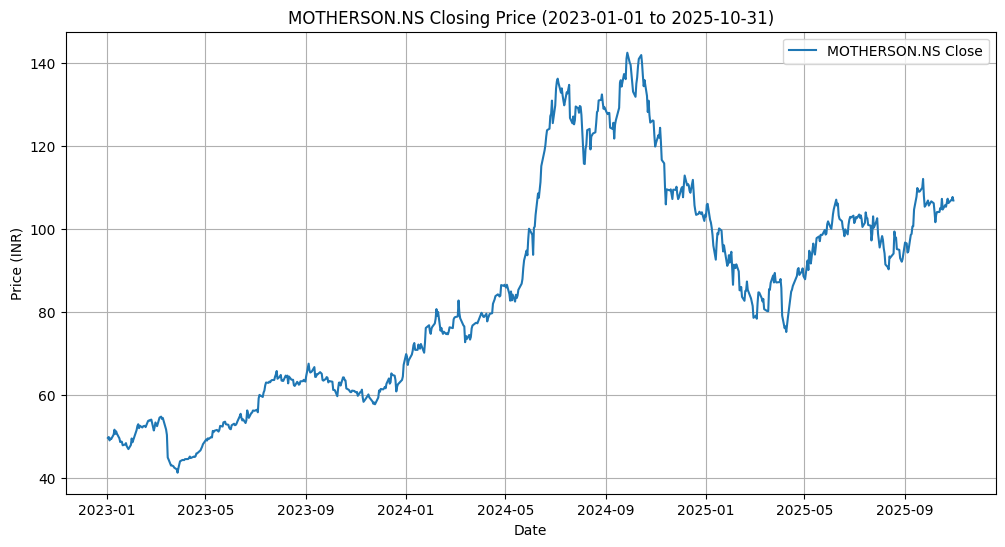 MOTHERSON.NS Closing Price (2023-01-01 to 2025-10-31)
MOTHERSON.NS Close
Price (INR)
140
120
100
80
60
40
2023-01 2023-05 2023-09 2024-01 2024-05 2024-09 2025-01 2025-05 2025-09
Date